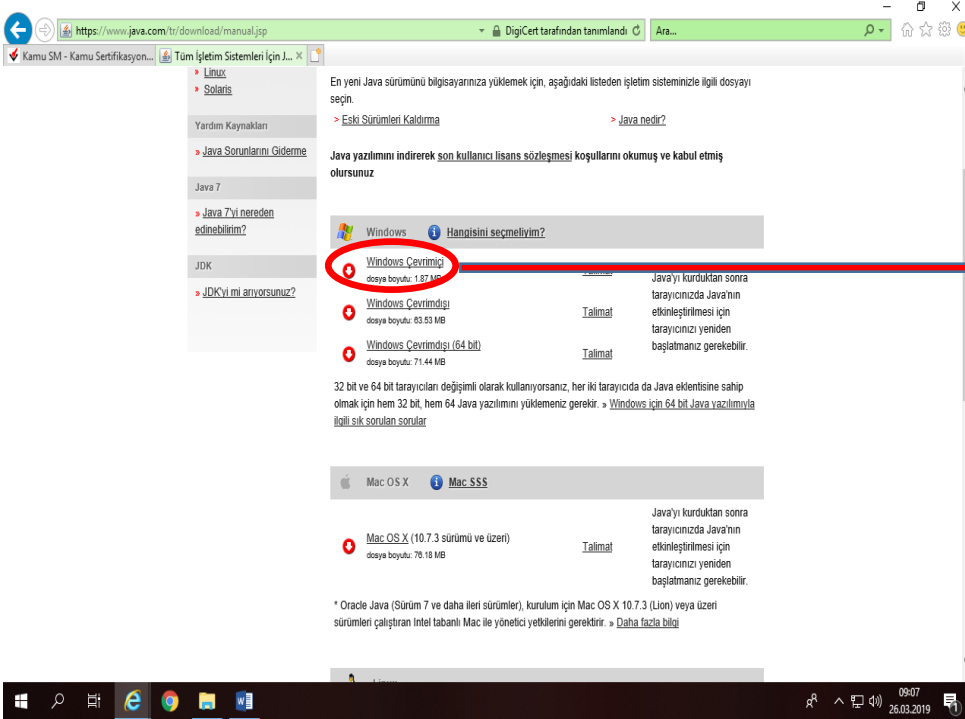 https://www.java.com/tr/download/manual.jsp
DigiCert tarafından tanımlandı
Ara...
Kamu SM - Kamu Sertifikasyon...
Tüm İşletim Sistemleri İçin J...
» Linux
» Solaris
Yardım Kaynakları
» Java Sorunlarını Giderme
Java 7
» Java 7'yi nereden
edinebilirim?
JDK
» JDK'yi mi arıyorsunuz?
En yeni Java sürümünü bilgisayarınıza yüklemek için, aşağıdaki listeden işletim sisteminizle ilgili dosyayı
seçin.
> Eski Sürümleri Kaldırma
> Java nedir?
Java yazılımını indirerek son kullanıcı lisans sözleşmesi koşullarını okumuş ve kabul etmiş
olursunuz
Windows
Hangisini seçmeliyim?
Windows Çevrimiçi
dosya boyutu: 1.87 MB
Talimat
Windows Çevrimdışı
dosya boyutu: 63.53 MB
Talimat
Windows Çevrimdışı (64 bit)
dosya boyutu: 71.44 MB
Talimat
Java'yı kurduktan sonra
tarayıcınızda Java'nın
etkinleştirilmesi için
tarayıcınızı yeniden
başlatmanız gerekebilir.
32 bit ve 64 bit tarayıcıları değişimli olarak kullanıyorsanız, her iki tarayıcıda da Java eklentisine sahip
olmak için hem 32 bit, hem 64 Java yazılımını yüklemeniz gerekir. » Windows için 64 bit Java yazılımıyla
ilgili sık sorulan sorular
Mac OS X
Mac SSS
Mac OS X (10.7.3 sürümü ve üzeri)
dosya boyutu: 76.18 MB
Talimat
Java'yı kurduktan sonra
tarayıcınızda Java'nın
etkinleştirilmesi için
tarayıcınızı yeniden
başlatmanız gerekebilir.
* Oracle Java (Sürüm 7 ve daha ileri sürümler), kurulum için Mac OS X 10.7.3 (Lion) veya üzeri
sürümleri çalıştıran Intel tabanlı Mac ile yönetici yetkilerini gerektirir. » Daha fazla bilgi
Linux
09:07
26.03.2019
1